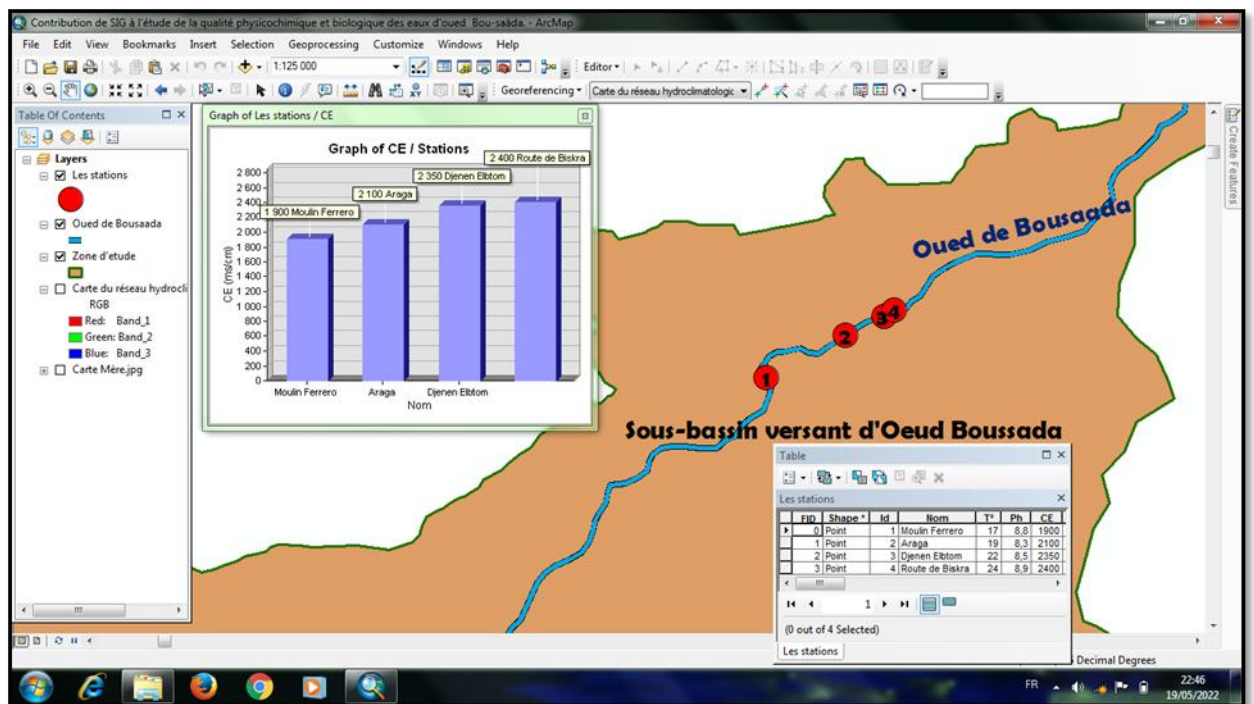 Contribution de SIG à l'étude de la qualité physicochimique et biologique des eaux d'oued Bou-saâda. - ArcMap
File Edit View Bookmarks Insert Selection Geoprocessing Customize Windows Help
1:125 000
Editor
Georeferencing
Carte du réseau hydroclimatologic
Table Of Contents
Layers
Les stations
Oued de Bousaada
Zone d'etude
Carte du réseau hydrocli
RGB
Red: Band_1
Green: Band_2
Blue: Band_3
Carte Mère.jpg
Graph of Les stations / CE
Graph of CE / Stations
2 400 Route de Biskra
2 350 Djenen Elbtom
2 100 Araga
1 900 Moulin Ferrero
2 800
2 600
2 400
2 200
2 000
1 800
1 600
1 400
1 200
1 000
800
600
400
200
0
CE (ms/cm)
Moulin Ferrero Araga Djenen Elbtom
Nom
Oued de Bousaada
1
2
3
4
Sous-bassin versant d'Oeud Boussada
Create Features
Table
Les stations
FID Shape * Id Nom T° Ph CE
0 Point 1 Moulin Ferrero 17 8,8 1900
1 Point 2 Araga 19 8,3 2100
2 Point 3 Djenen Elbtom 22 8,5 2350
3 Point 4 Route de Biskra 24 8,9 2400
1
(0 out of 4 Selected)
Les stations
Decimal Degrees
FR
22:46
19/05/2022